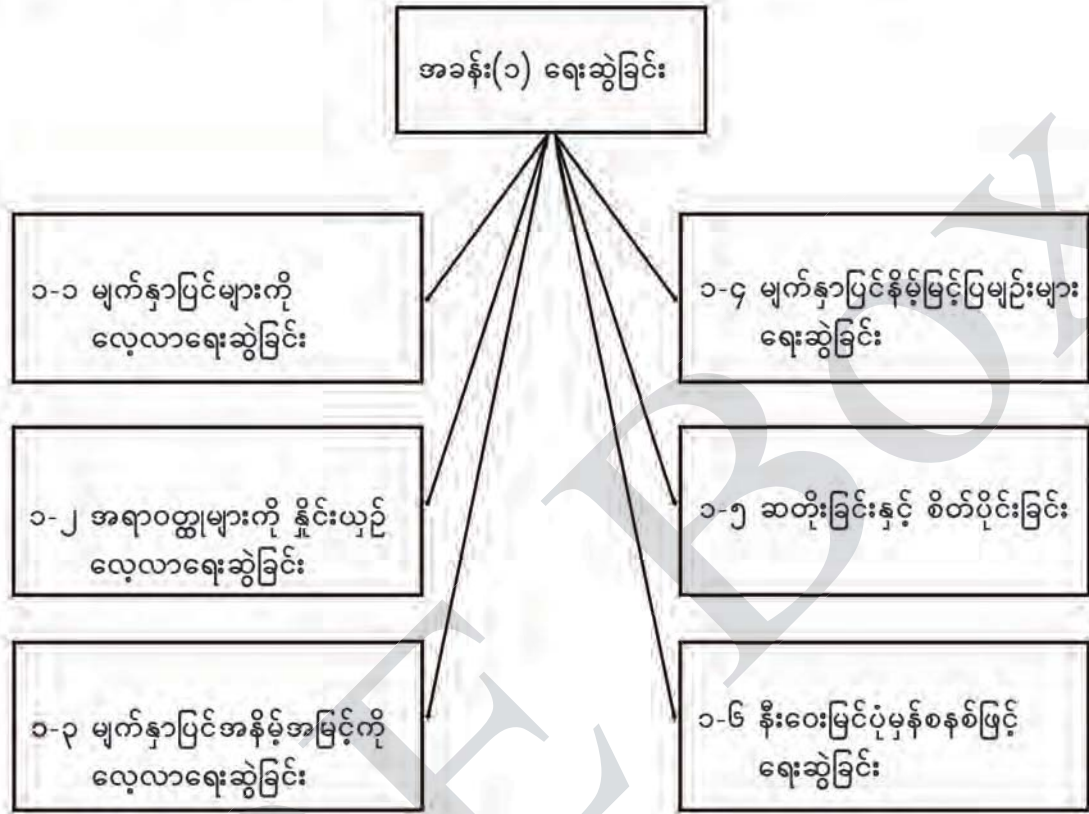 အခန်း(၁) ရေးဆွဲခြင်း
၁-၁ မျက်နှာပြင်များကို
လေ့လာရေးဆွဲခြင်း
၁-၂ အရာဝတ္ထုများကို နှိုင်းယှဉ်
လေ့လာရေးဆွဲခြင်း
၁-၃ မျက်နှာပြင်အနိမ့်အမြင့်ကို
လေ့လာရေးဆွဲခြင်း
၁-၄ မျက်နှာပြင်နိမ့်မြင့်ပြမျဉ်းများ
ရေးဆွဲခြင်း
၁-၅ ဆတိုးခြင်းနှင့် စိတ်ပိုင်းခြင်း
၁-၆ နီးဝေးမြင်ပုံမှန်စနစ်ဖြင့်
ရေးဆွဲခြင်း
E BOX